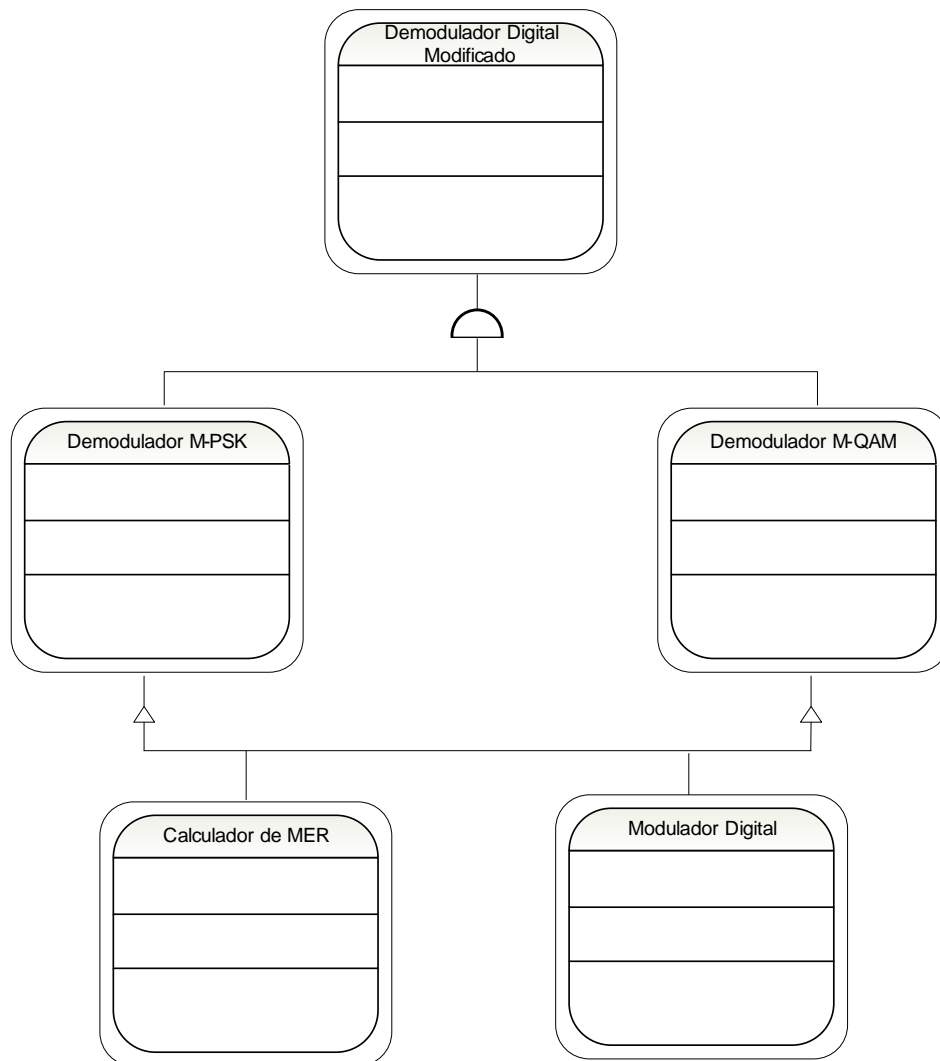 Demodulador Digital
Modificado
Demodulador M-PSK
Demodulador M-QAM
Calculador de MER
Modulador Digital